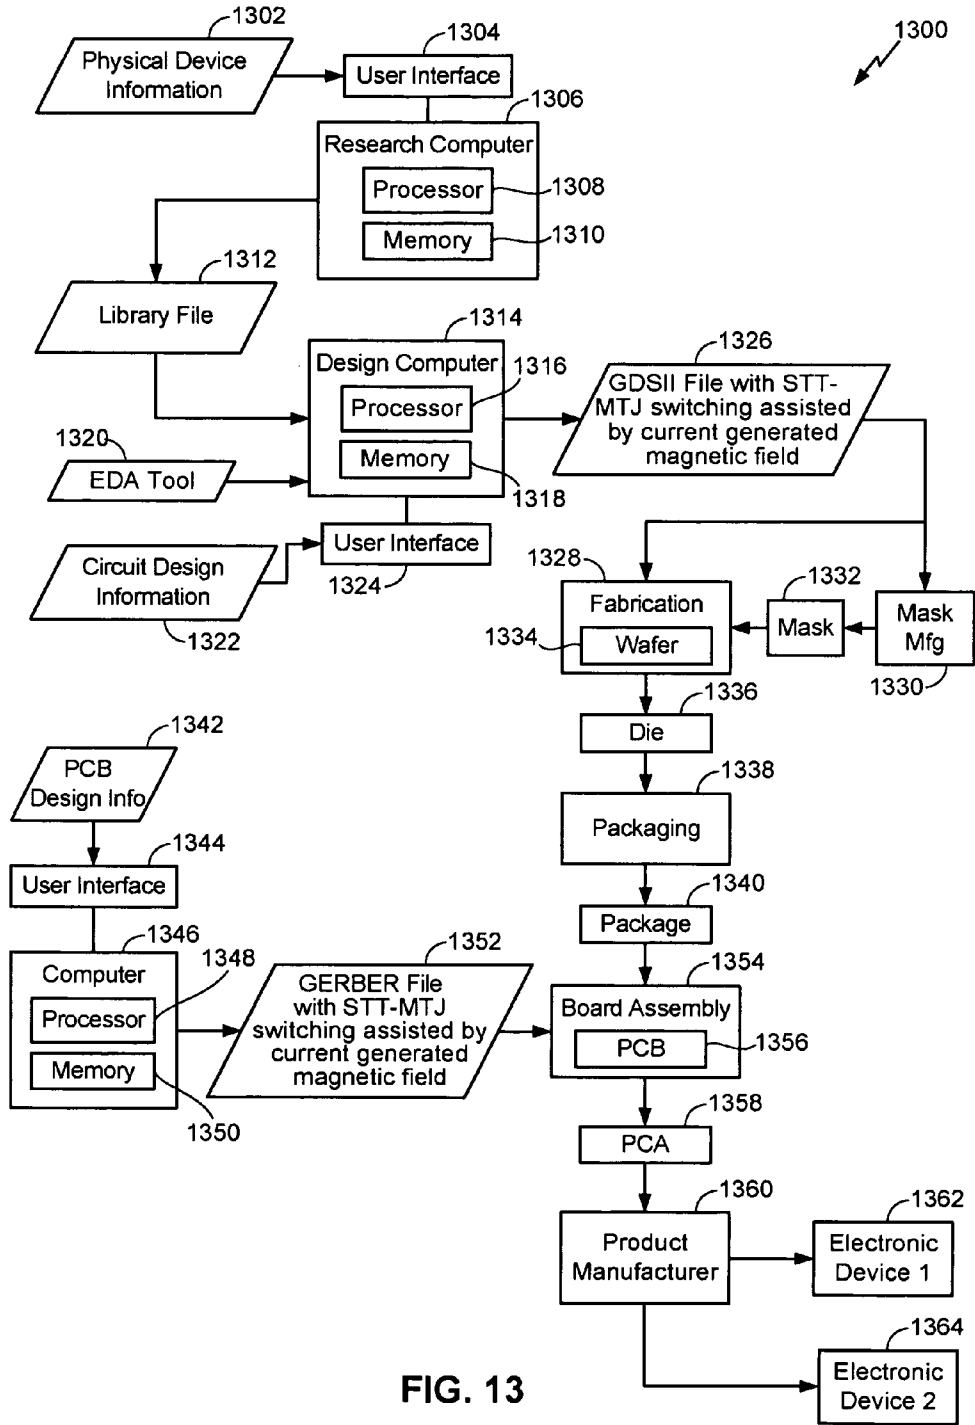 1302
Physical Device
Information
1304
User Interface
1300
1306
Research Computer
Processor
1308
Memory
1310
1312
Library File
1314
Design Computer
Processor
1316
Memory
1318
1320
EDA Tool
Circuit Design
Information
1322
User Interface
1324
1326
GDSII File with STT-
MTJ switching assisted
by current generated
magnetic field
1328
Fabrication
1334
Wafer
1332
Mask
Mask
Mfg
1330
1336
Die
1338
Packaging
1340
Package
1342
PCB
Design Info
1344
User Interface
1346
Computer
1348
Processor
Memory
1350
1352
GERBER File
with STT-MTJ
switching assisted by
current generated
magnetic field
1354
Board Assembly
PCB
1356
1358
PCA
1360
Product
Manufacturer
1362
Electronic
Device 1
1364
Electronic
Device 2
FIG. 13